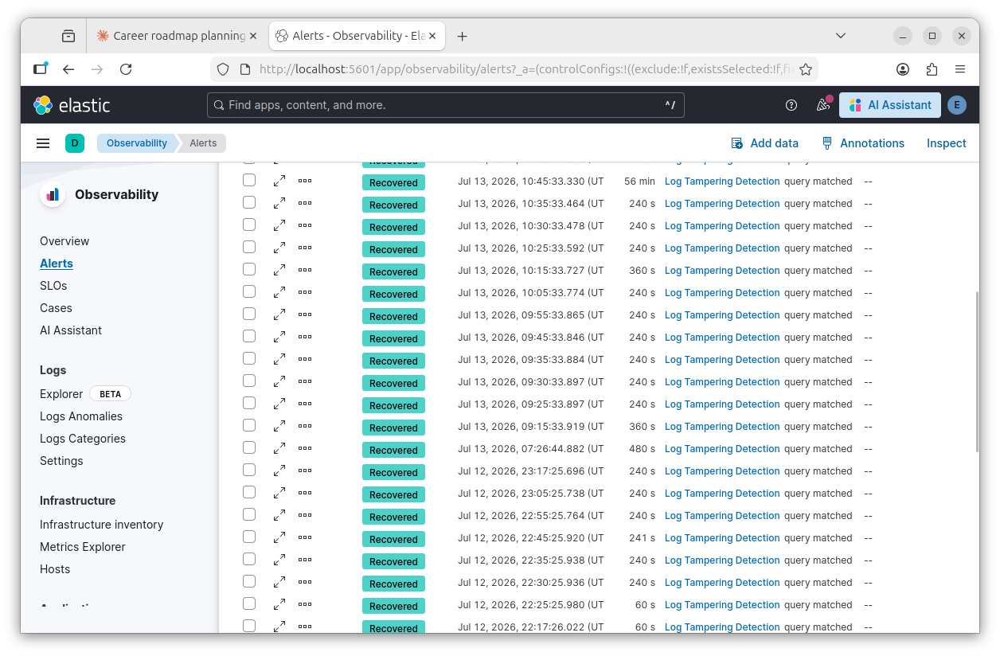 Career roadmap planning
Alerts - Observability - Ela
http://localhost:5601/app/observability/alerts?_a=(controlConfigs:!((exclude:!f,existsSelected:!f,fi
elastic
Find apps, content, and more.
^/
AI Assistant
E
D
Observability
Alerts
Add data
Annotations
Inspect
Observability
Overview
Alerts
SLOs
Cases
AI Assistant
Logs
Explorer BETA
Logs Anomalies
Logs Categories
Settings
Infrastructure
Infrastructure inventory
Metrics Explorer
Hosts
Recovered
Recovered Jul 13, 2026, 10:45:33.330 (UT 56 min Log Tampering Detection query matched --
Recovered Jul 13, 2026, 10:35:33.464 (UT 240 s Log Tampering Detection query matched --
Recovered Jul 13, 2026, 10:30:33.478 (UT 240 s Log Tampering Detection query matched --
Recovered Jul 13, 2026, 10:25:33.592 (UT 240 s Log Tampering Detection query matched --
Recovered Jul 13, 2026, 10:15:33.727 (UT 360 s Log Tampering Detection query matched --
Recovered Jul 13, 2026, 10:05:33.774 (UT 240 s Log Tampering Detection query matched --
Recovered Jul 13, 2026, 09:55:33.865 (UT 240 s Log Tampering Detection query matched --
Recovered Jul 13, 2026, 09:45:33.846 (UT 240 s Log Tampering Detection query matched --
Recovered Jul 13, 2026, 09:35:33.884 (UT 240 s Log Tampering Detection query matched --
Recovered Jul 13, 2026, 09:30:33.897 (UT 240 s Log Tampering Detection query matched --
Recovered Jul 13, 2026, 09:25:33.897 (UT 240 s Log Tampering Detection query matched --
Recovered Jul 13, 2026, 09:15:33.919 (UT 360 s Log Tampering Detection query matched --
Recovered Jul 13, 2026, 07:26:44.882 (UT 480 s Log Tampering Detection query matched --
Recovered Jul 12, 2026, 23:17:25.696 (UT 240 s Log Tampering Detection query matched --
Recovered Jul 12, 2026, 23:05:25.738 (UT 240 s Log Tampering Detection query matched --
Recovered Jul 12, 2026, 22:55:25.764 (UT 240 s Log Tampering Detection query matched --
Recovered Jul 12, 2026, 22:45:25.920 (UT 241 s Log Tampering Detection query matched --
Recovered Jul 12, 2026, 22:35:25.938 (UT 240 s Log Tampering Detection query matched --
Recovered Jul 12, 2026, 22:30:25.936 (UT 240 s Log Tampering Detection query matched --
Recovered Jul 12, 2026, 22:25:25.980 (UT 60 s Log Tampering Detection query matched --
Recovered Jul 12, 2026, 22:17:26.022 (UT 60 s Log Tampering Detection query matched --